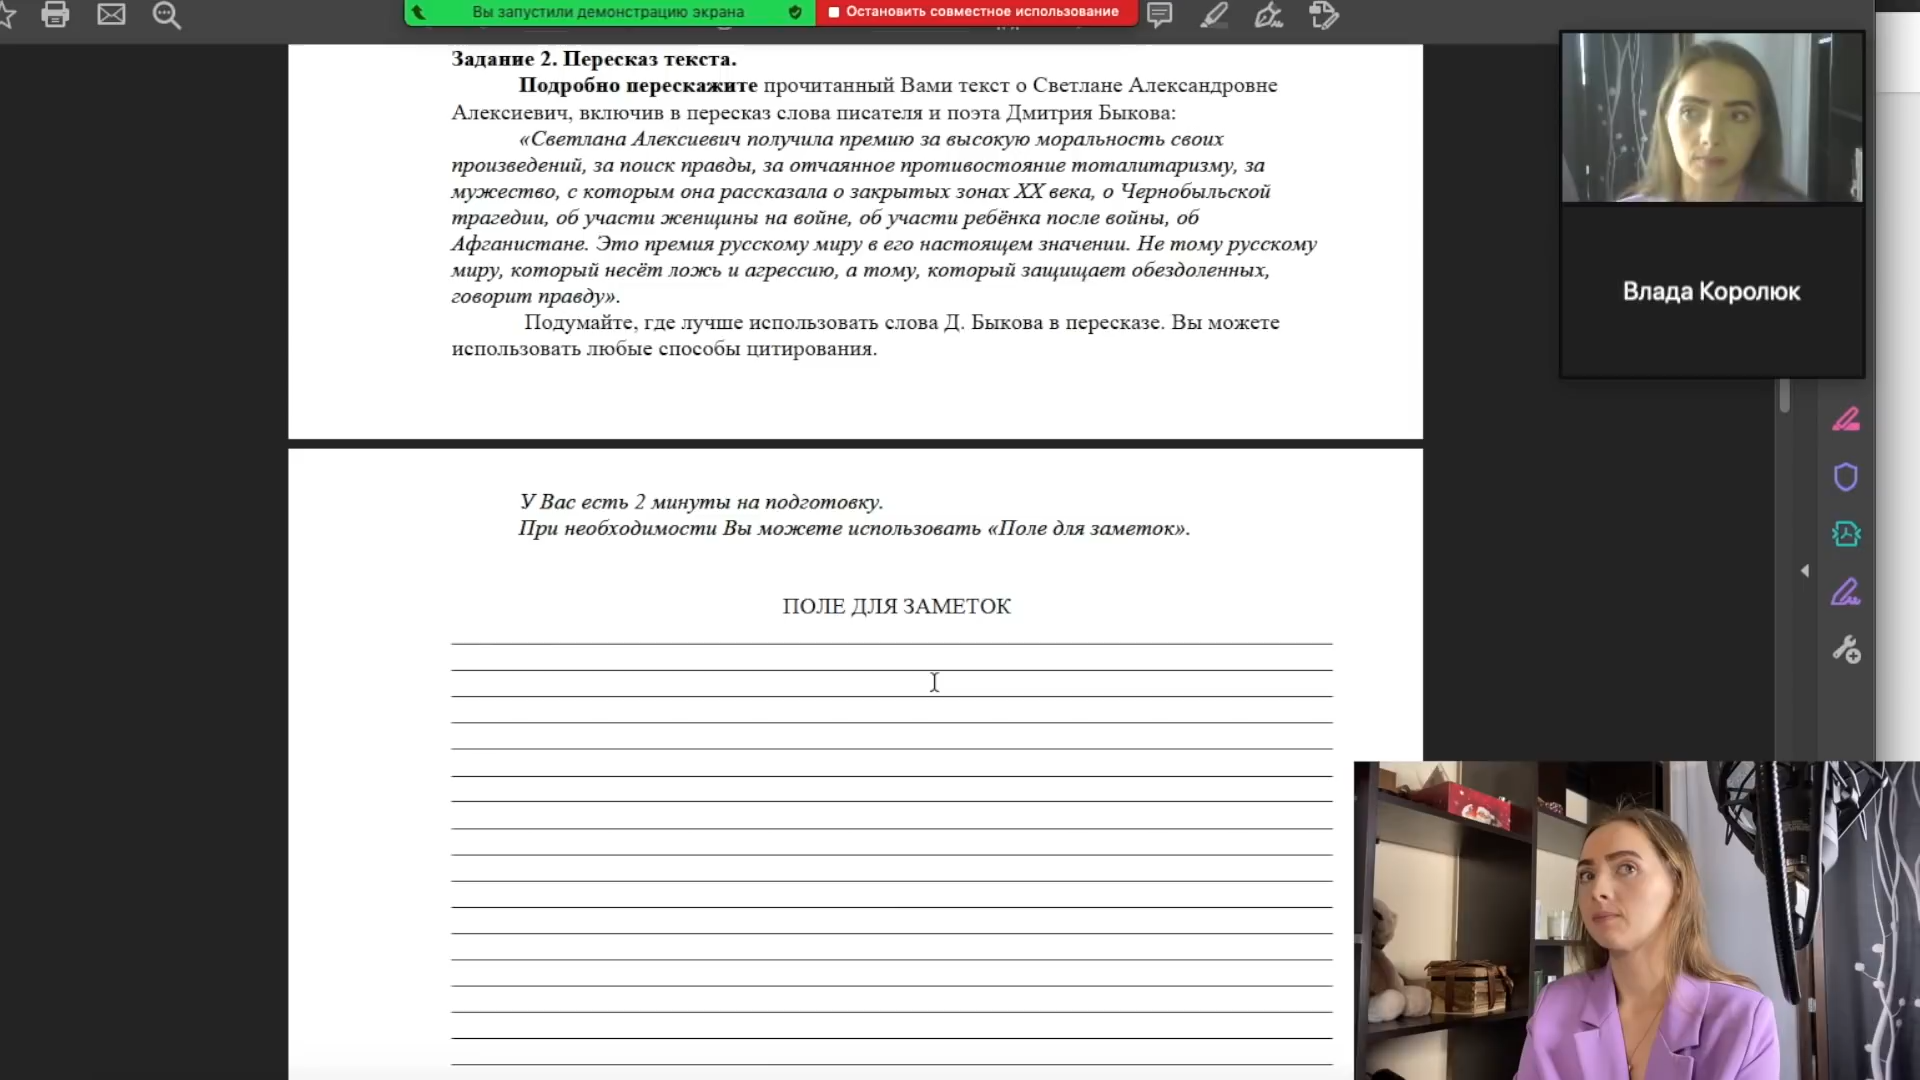 Вы запустили демонстрацию экрана
Остановить совместное использование
Задание 2. Пересказ текста.
Подробно перескажите прочитанный Вами текст о Светлане Александровне
Алексиевич, включив в пересказ слова писателя и поэта Дмитрия Быкова:
«Светлана Алексиевич получила премию за высокую моральность своих
произведений, за поиск правды, за отчаянное противостояние тоталитаризму, за
мужество, с которым она рассказала о закрытых зонах XX века, о Чернобыльской
трагедии, об участи женщины на войне, об участи ребёнка после войны, об
Афганистане. Это премия русскому миру в его настоящем значении. Не тому русскому
миру, который несёт ложь и агрессию, а тому, который защищает обездоленных,
говорит правду».
Подумайте, где лучше использовать слова Д. Быкова в пересказе. Вы можете
использовать любые способы цитирования.
Влада Королюк
У Вас есть 2 минуты на подготовку.
При необходимости Вы можете использовать «Поле для заметок».
ПОЛЕ ДЛЯ ЗАМЕТОК